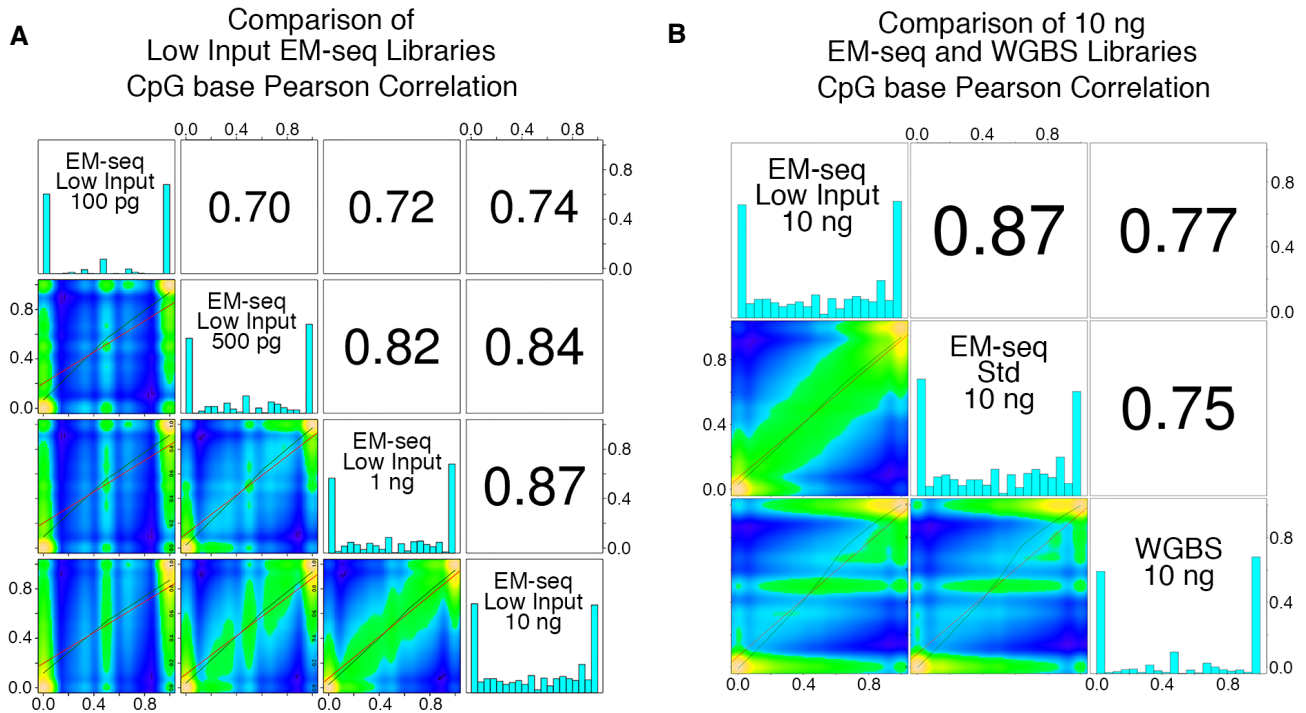 A
Comparison of
Low Input EM-seq Libraries
CpG base Pearson Correlation
0.0 0.4 0.8
0.0 0.4 0.8
EM-seq
Low Input
100 pg
0.70
0.72
0.74
0.8
0.4
0.0
0.8
0.4
0.0
EM-seq
Low Input
500 pg
0.82
0.84
EM-seq
Low Input
1 ng
0.87
0.8
0.4
0.0
0.8
0.4
0.0
EM-seq
Low Input
10 ng
0.0 0.4 0.8
0.0 0.4 0.8
B
Comparison of 10 ng
EM-seq and WGBS Libraries
CpG base Pearson Correlation
0.0 0.4 0.8
EM-seq
Low Input
10 ng
0.87
0.77
0.8
0.4
0.0
0.8
0.4
0.0
EM-seq
Std
10 ng
0.75
WGBS
10 ng
0.8
0.4
0.0
0.0 0.4 0.8
0.0 0.4 0.8